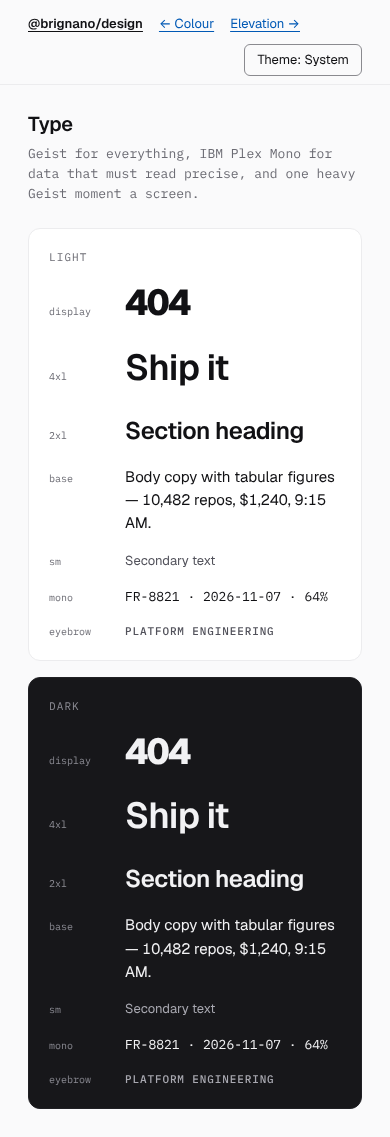 @brignano/design ← Colour Elevation →
Theme: System
Type
Geist for everything, IBM Plex Mono for
data that must read precise, and one heavy
Geist moment a screen.
LIGHT
display 404
4xl Ship it
2xl Section heading
base Body copy with tabular figures
— 10,482 repos, $1,240, 9:15
AM.
sm Secondary text
mono FR-8821 · 2026-11-07 · 64%
eyebrow PLATFORM ENGINEERING
DARK
display 404
4xl Ship it
2xl Section heading
base Body copy with tabular figures
— 10,482 repos, $1,240, 9:15
AM.
sm Secondary text
mono FR-8821 · 2026-11-07 · 64%
eyebrow PLATFORM ENGINEERING